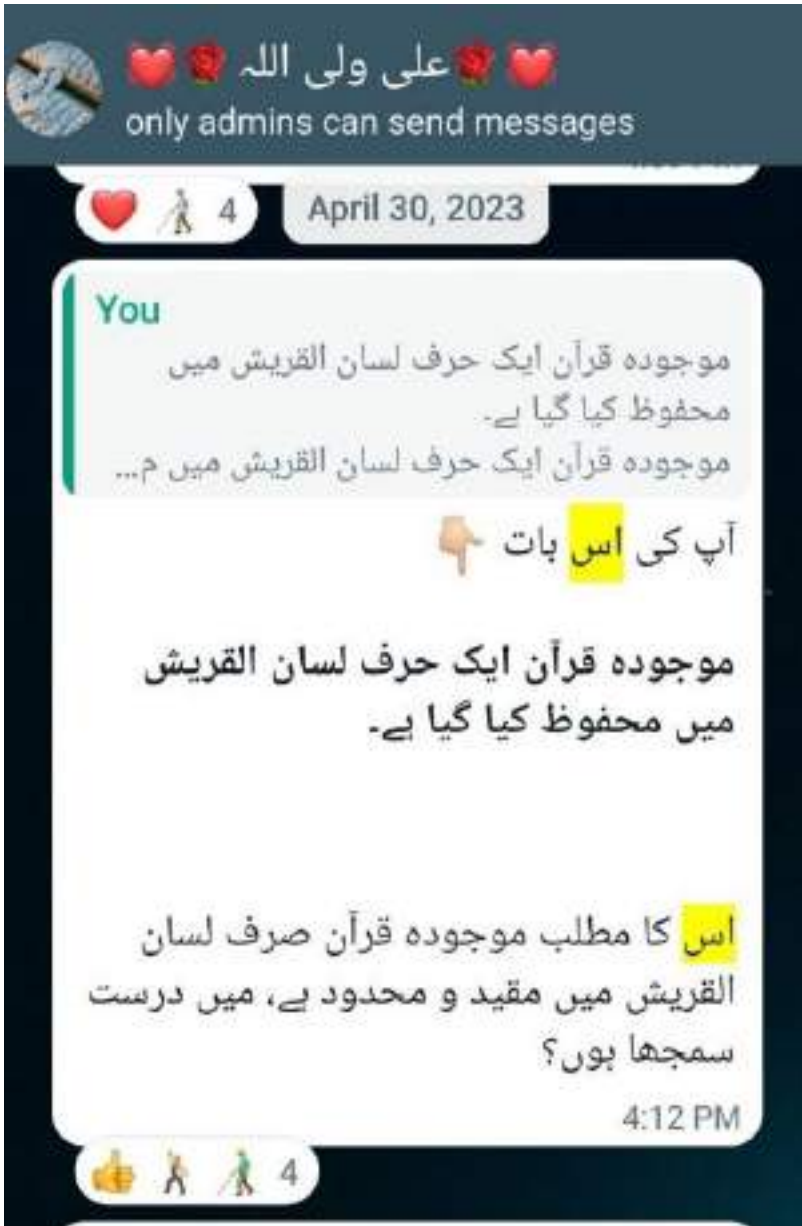 💓🌹علی ولی اللہ🌹💓
only admins can send messages
❤️ 👨‍🦯 4
April 30, 2023
You
موجودہ قرآن ایک حرف لسان القریش میں
محفوظ کیا گیا ہے۔
موجودہ قرآن ایک حرف لسان القریش میں م...
آپ کی اس بات 👇🏻
موجودہ قرآن ایک حرف لسان القریش
میں محفوظ کیا گیا ہے۔
اس کا مطلب موجودہ قرآن صرف لسان
القریش میں مقید و محدود ہے، میں درست
سمجھا ہوں؟
4:12 PM
4